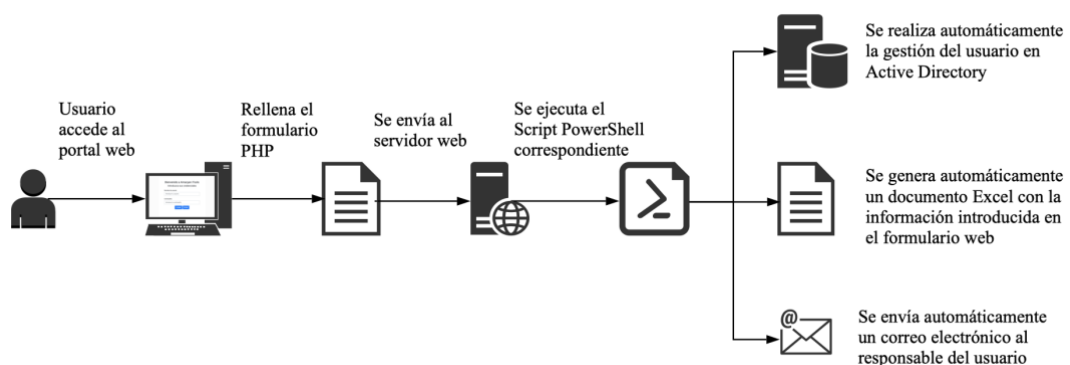 Usuario
accede al
portal web
Rellena el
formulario
PHP
Se envía al
servidor web
Se ejecuta el
Script PowerShell
correspondiente
Se realiza automáticamente
la gestión del usuario en
Active Directory
Se genera automáticamente
un documento Excel con la
información introducida en
el formulario web
@
Se envía automáticamente
un correo electrónico al
responsable del usuario